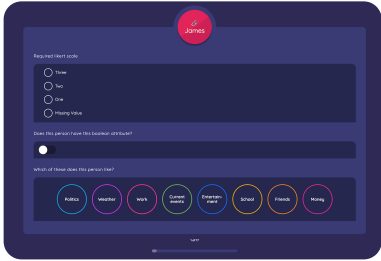 James
Required likert scale
Three
Two
One
Missing Value
Does this person have this boolean attribute?
Which of these does this person like?
Politics
Weather
Work
Current
events
Entertain-
ment
School
Friends
Money